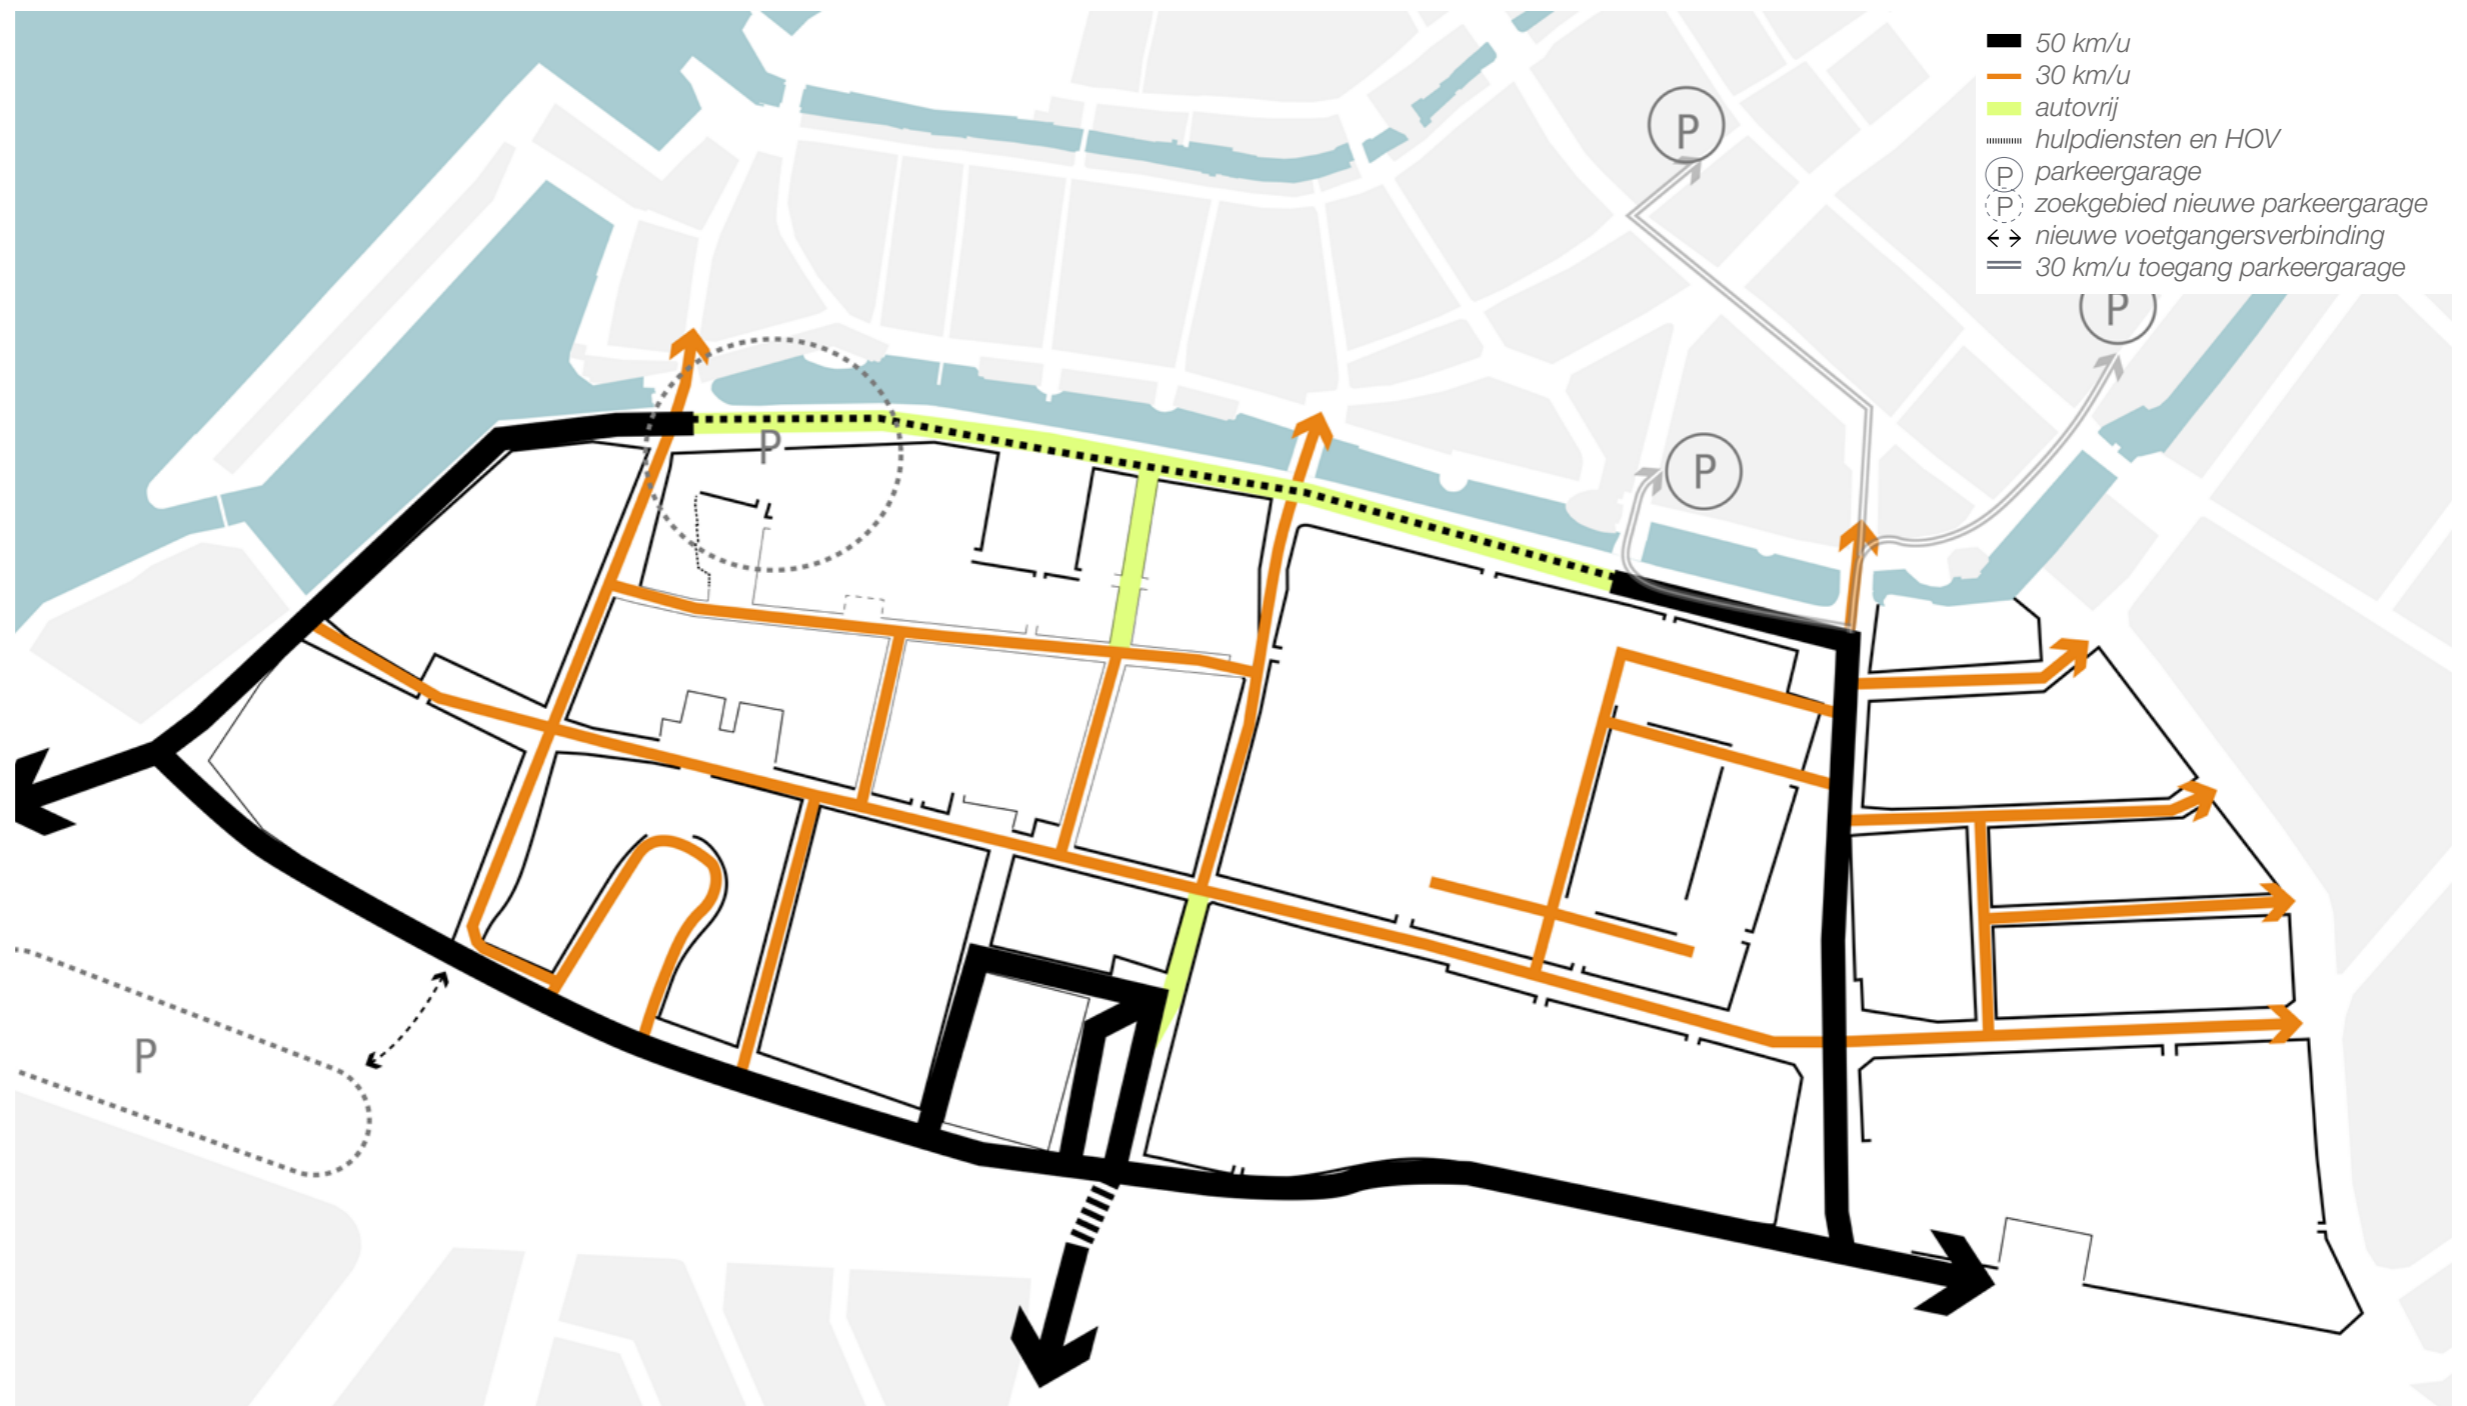 50 km/u
30 km/u
autovrij
hulpdiensten en HOV
P parkeergarage
P zoekgebied nieuwe parkeergarage
nieuwe voetgangersverbinding
30 km/u toegang parkeergarage
P
P
P
P
P